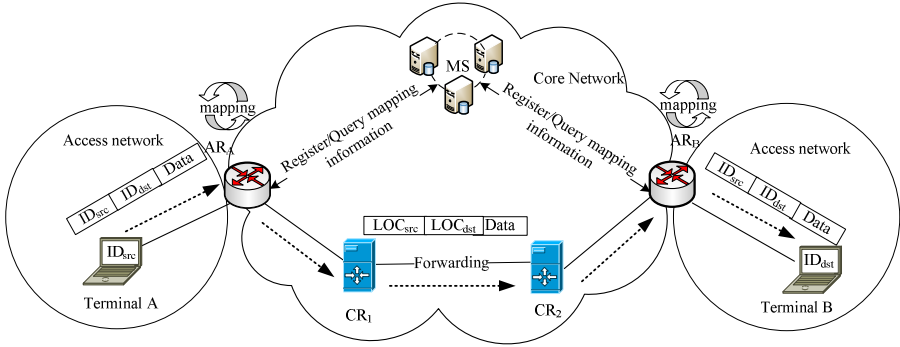 MS
Core Network
mapping
mapping
Access network
AR_A
Register/Query mapping
information
Register/Query mapping
information
AR_B
Access network
ID_src ID_dst Data
ID_src ID_dst Data
LOC_src LOC_dst Data
ID_src
Forwarding
ID_dst
Terminal A
CR_1
CR_2
Terminal B